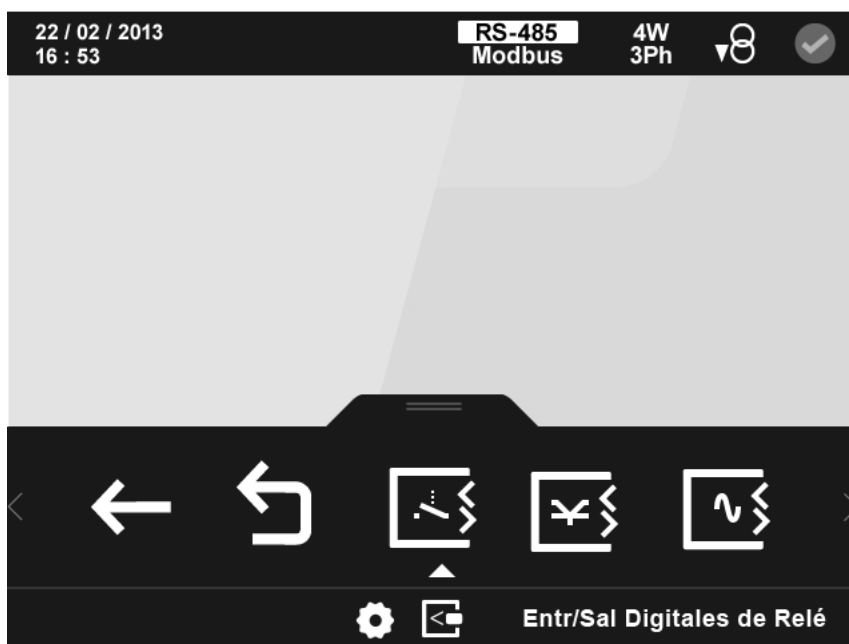 22 / 02 / 2013
16 : 53
RS-485
Modbus
4W
3Ph
Entr/Sal Digitales de Relé